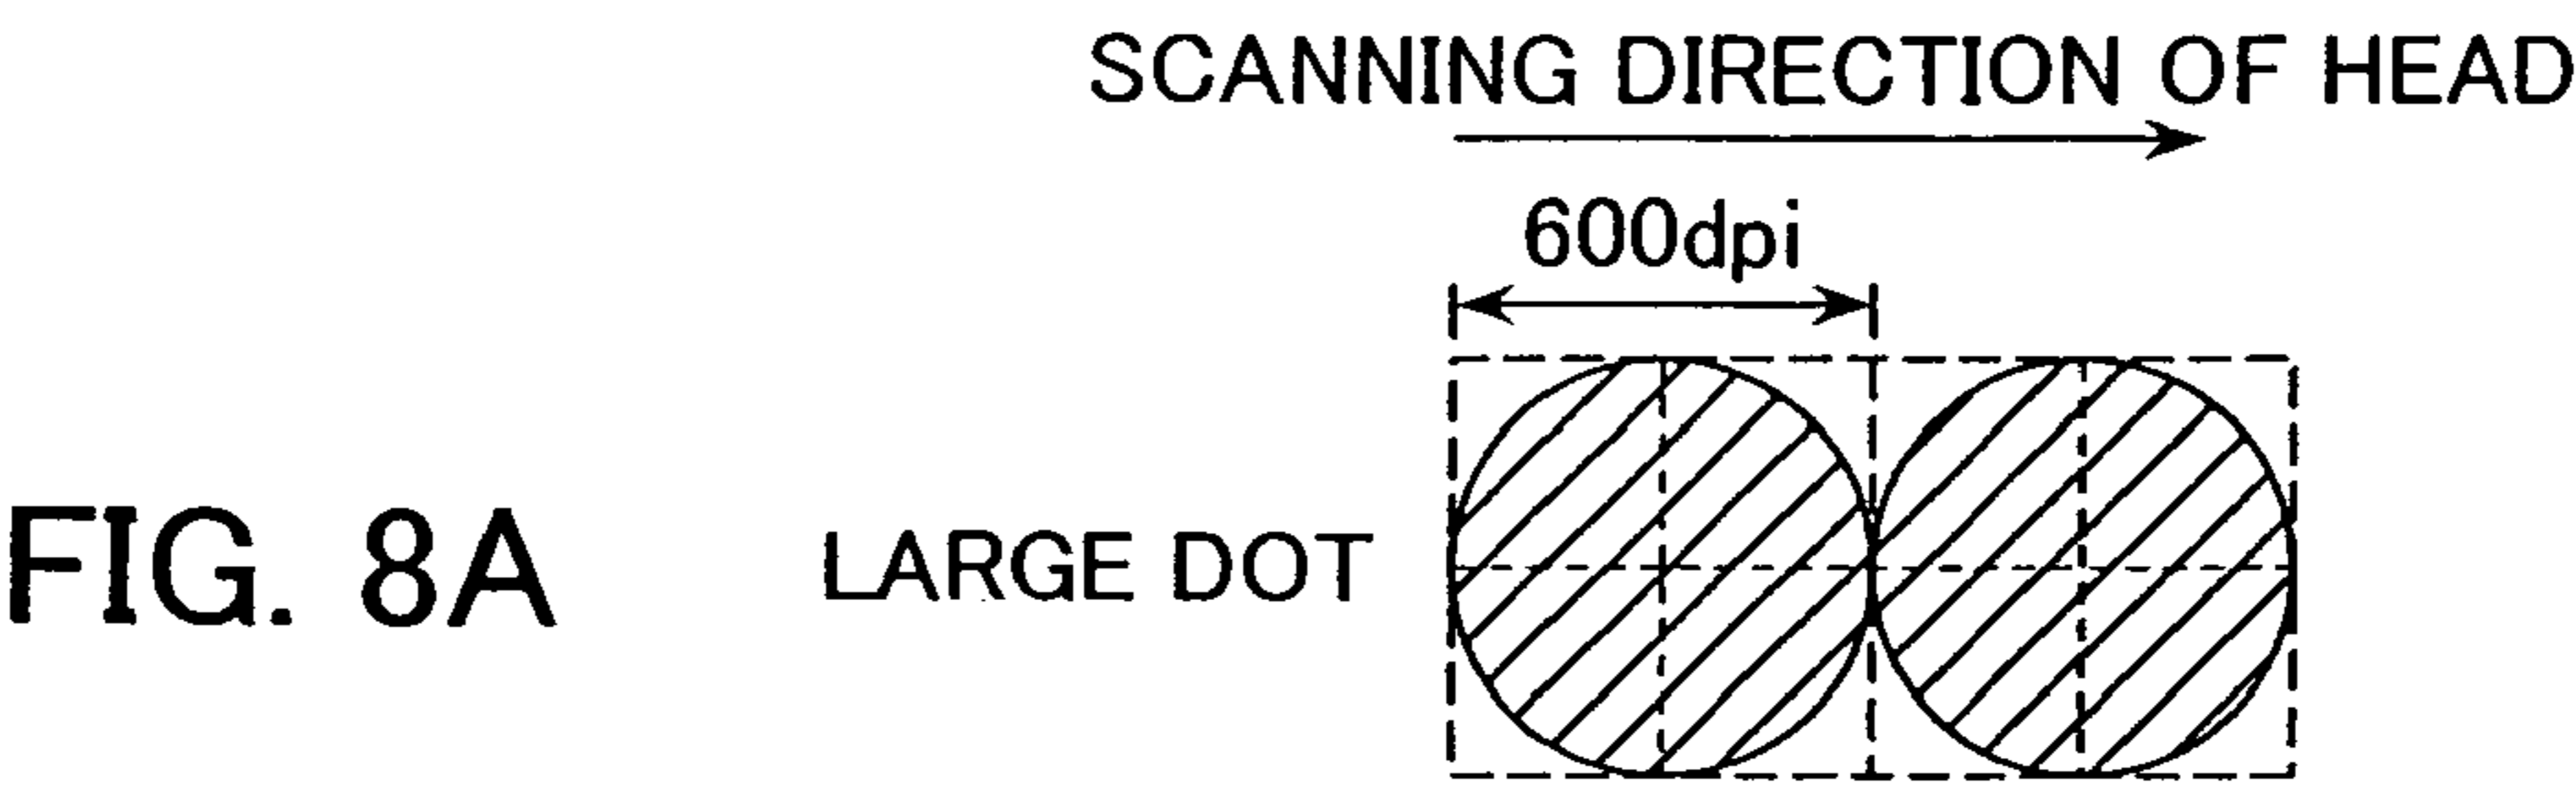 SCANNING DIRECTION OF HEAD
600dpi
FIG. 8A
LARGE DOT